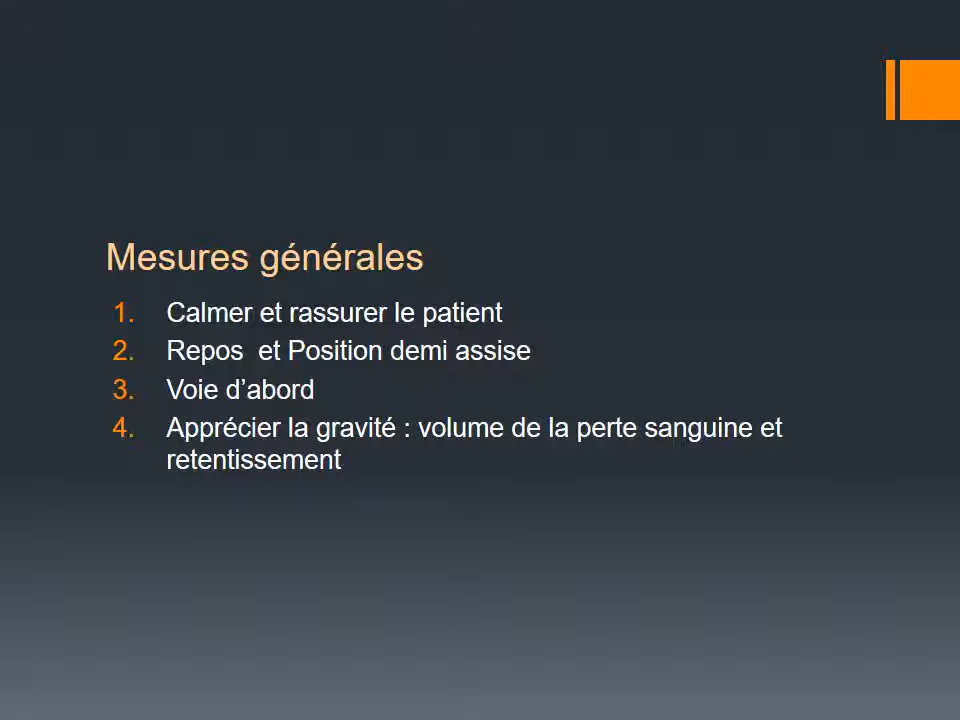 Mesures générales
1. Calmer et rassurer le patient
2. Repos  et Position demi assise
3. Voie d’abord
4. Apprécier la gravité : volume de la perte sanguine et
retentissement